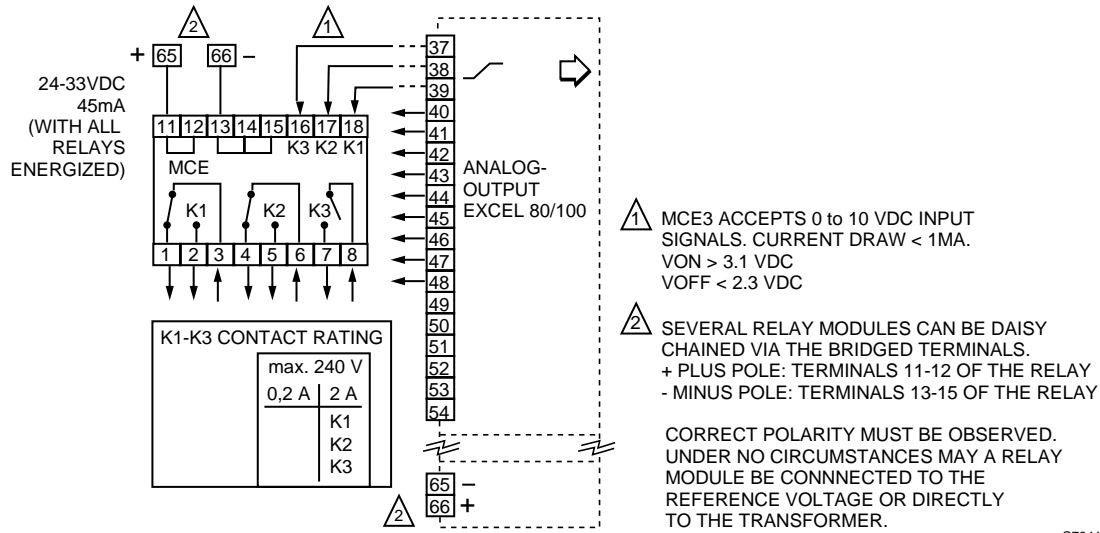 2
1
+ 65 66 –
24-33VDC
45mA
(WITH ALL
RELAYS
ENERGIZED)
11 12 13 14 15 16 17 18
K3 K2 K1
MCE
K1 K2 K3
1 2 3 4 5 6 7 8
K1-K3 CONTACT RATING
max. 240 V
0,2 A 2 A
K1
K2
K3
37
38
39
40
41
42
43
44
45
46
47
48
49
50
51
52
53
54
65 –
66 +
2
ANALOG-
OUTPUT
EXCEL 80/100
1 MCE3 ACCEPTS 0 to 10 VDC INPUT
SIGNALS. CURRENT DRAW < 1MA.
VON > 3.1 VDC
VOFF < 2.3 VDC
2 SEVERAL RELAY MODULES CAN BE DAISY
CHAINED VIA THE BRIDGED TERMINALS.
+ PLUS POLE: TERMINALS 11-12 OF THE RELAY
- MINUS POLE: TERMINALS 13-15 OF THE RELAY
CORRECT POLARITY MUST BE OBSERVED.
UNDER NO CIRCUMSTANCES MAY A RELAY
MODULE BE CONNNECTED TO THE
REFERENCE VOLTAGE OR DIRECTLY
TO THE TRANSFORMER.